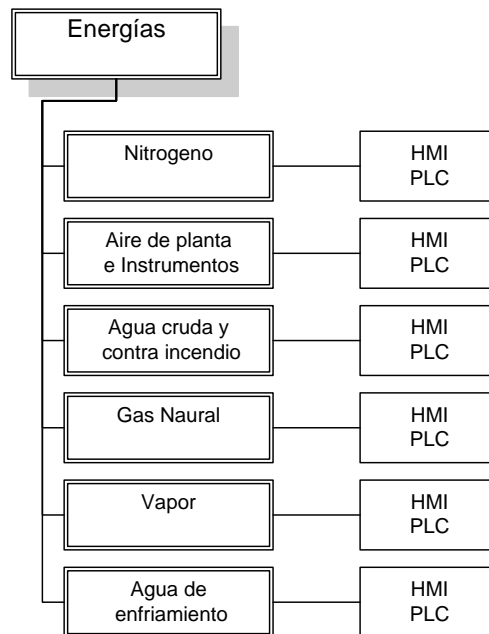 Energías
Nitrogeno
HMI
PLC
Aire de planta
e Instrumentos
HMI
PLC
Agua cruda y
contra incendio
HMI
PLC
Gas Naural
HMI
PLC
Vapor
HMI
PLC
Agua de
enfriamiento
HMI
PLC